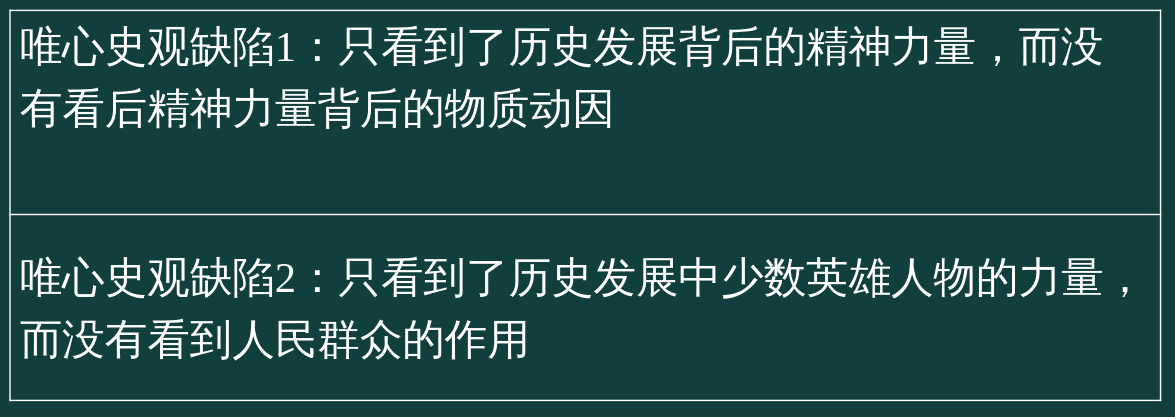 唯心史观缺陷1：只看到了历史发展背后的精神力量，而没
有看后精神力量背后的物质动因
唯心史观缺陷2：只看到了历史发展中少数英雄人物的力量，
而没有看到人民群众的作用